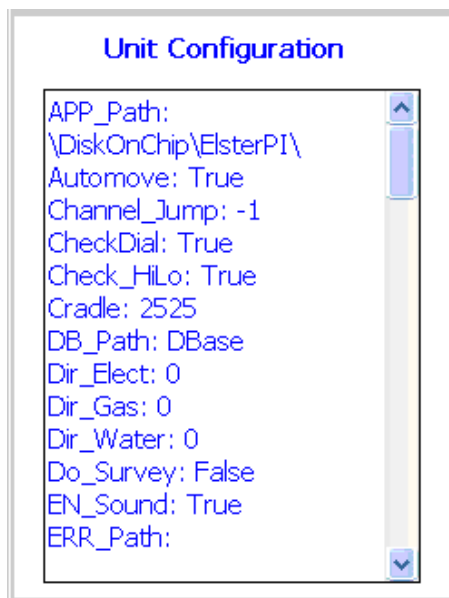 Unit Configuration
APP_Path:
\DiskOnChip\ElsterPI\
Automove: True
Channel_Jump: -1
CheckDial: True
Check_HiLo: True
Cradle: 2525
DB_Path: DBase
Dir_Elect: 0
Dir_Gas: 0
Dir_Water: 0
Do_Survey: False
EN_Sound: True
ERR_Path: